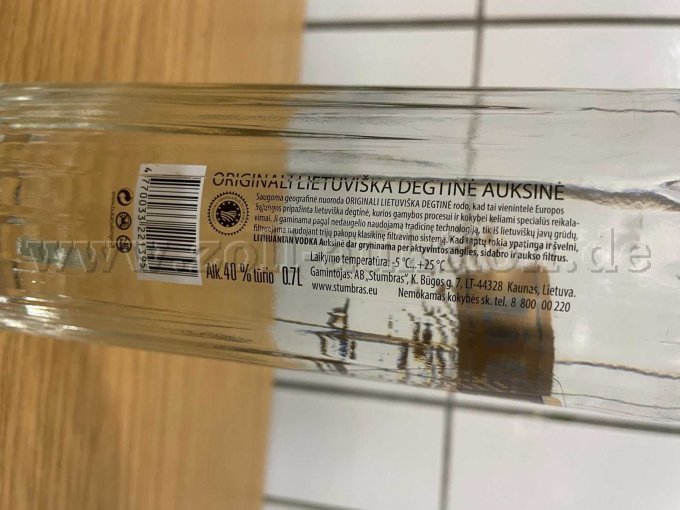 ORIGINALI LIETUVIŠKA DEGTINĖ AUKSINĖ
Saugoma geografinė nuoroda ORIGINALI LIETUVIŠKA DEGTINĖ rodo, kad tai vienintelė Europos
Sąjungos pripažinta lietuviška degtinė, kurios gamybos procesui ir kokybei keliami specialūs reikala-
vimai. Ji gaminama pagal nedaugelio naudojamą tradicinę technologiją, tik iš lietuviškų javų grūdų,
filtravimui naudojant trijų pakopų klasikinę filtravimo sistemą. Kad taptų tokia ypatinga ir švelni,
LITHUANIAN VODKA Auksinė dar gryninama per aktyvintos anglies, sidabro ir aukso filtrus.
Laikymo temperatūra: -5 °C.. +25 °C
Alk. 40 % tūrio 0.7L
Gamintojas: AB „Stumbras", K. Būgos g. 7, LT-44328 Kaunas, Lietuva.
www.stumbras.eu Nemokamas kokybės sk. tel. 8 800 00 220